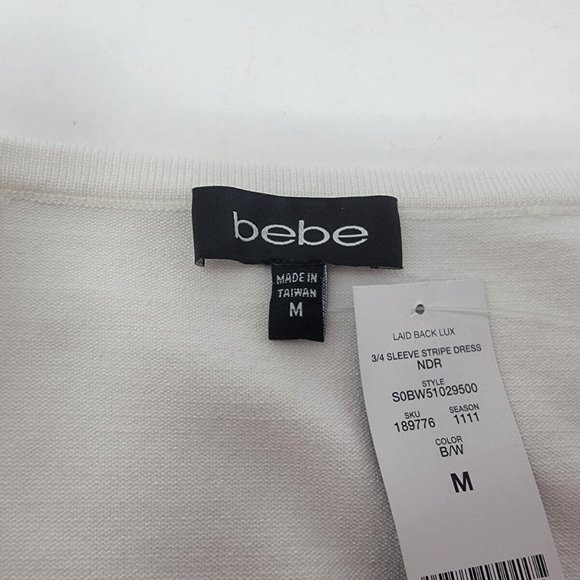 bebe
MADE IN
TAIWAN
M
LAID BACK LUX
3/4 SLEEVE STRIPE DRESS
NDR
STYLE
S0BW51029500
SKU SEASON
189776 1111
COLOR
B/W
M